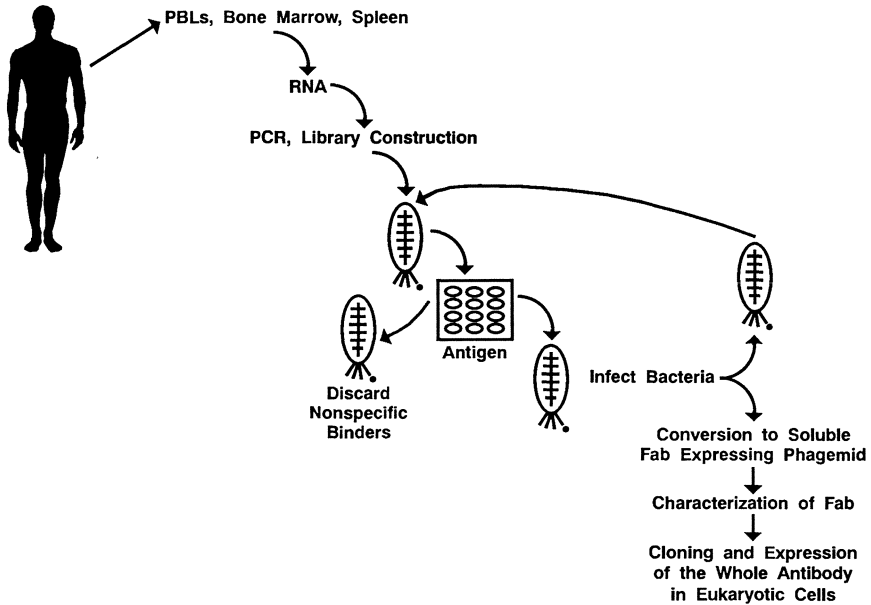 PBLs, Bone Marrow, Spleen
RNA
PCR, Library Construction
Antigen
Discard
Nonspecific
Binders
Infect Bacteria
Conversion to Soluble
Fab Expressing Phagemid
Characterization of Fab
Cloning and Expression
of the Whole Antibody
in Eukaryotic Cells